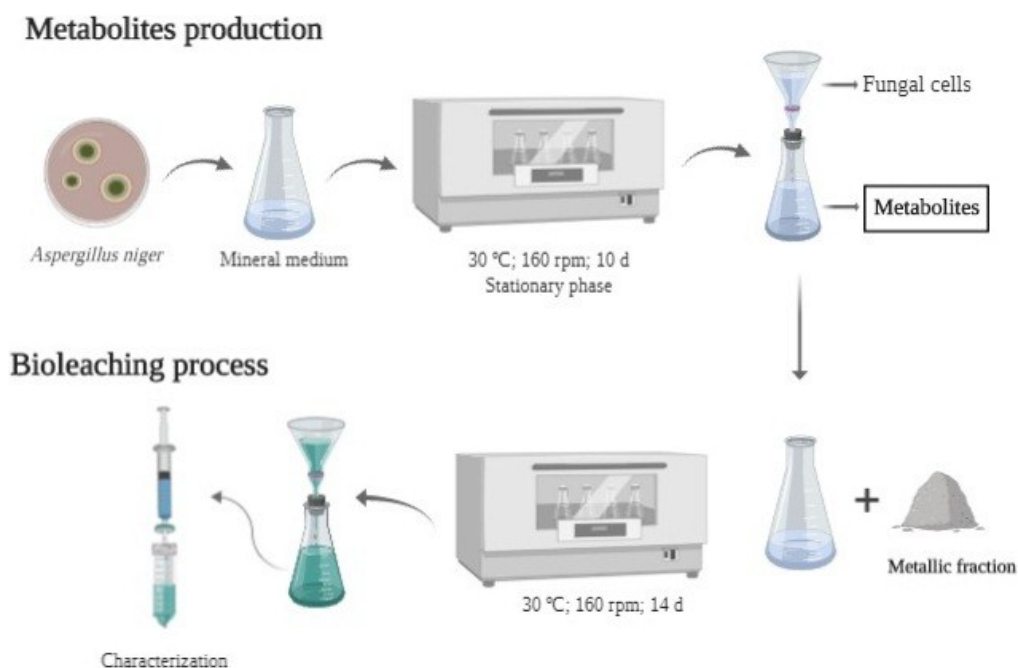 Metabolites production
Fungal cells
Metabolites
Aspergillus niger
Mineral medium
30 °C; 160 rpm; 10 d
Stationary phase
Bioleaching process
+
Metallic fraction
30 °C; 160 rpm; 14 d
Characterization